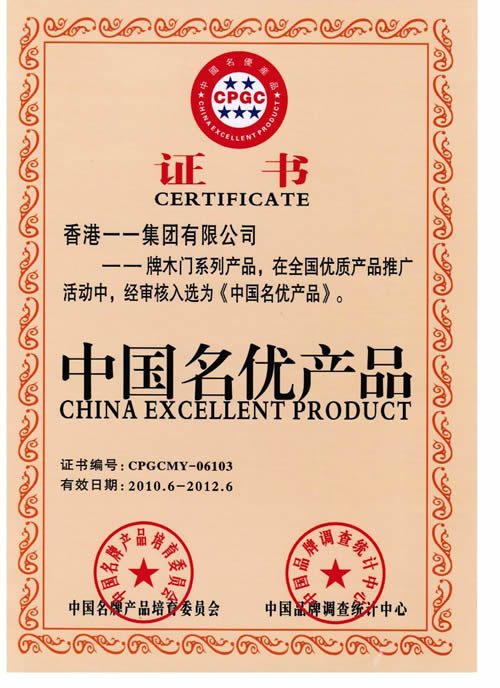 中國名優産品
CPGC
CHINA EXCELLENT PRODUCT
证 书
CERTIFICATE
香港一一集团有限公司
一一牌木门系列产品，在全国优质产品推广
活动中，经审核入选为《中国名优产品》。
中国名优产品
CHINA EXCELLENT PRODUCT
证书编号：CPGCMY-06103
有效日期：2010.6-2012.6
中国名牌产品培育委员会
中国品牌调查统计中心
中国名牌产品培育委员会
中国品牌调查统计中心